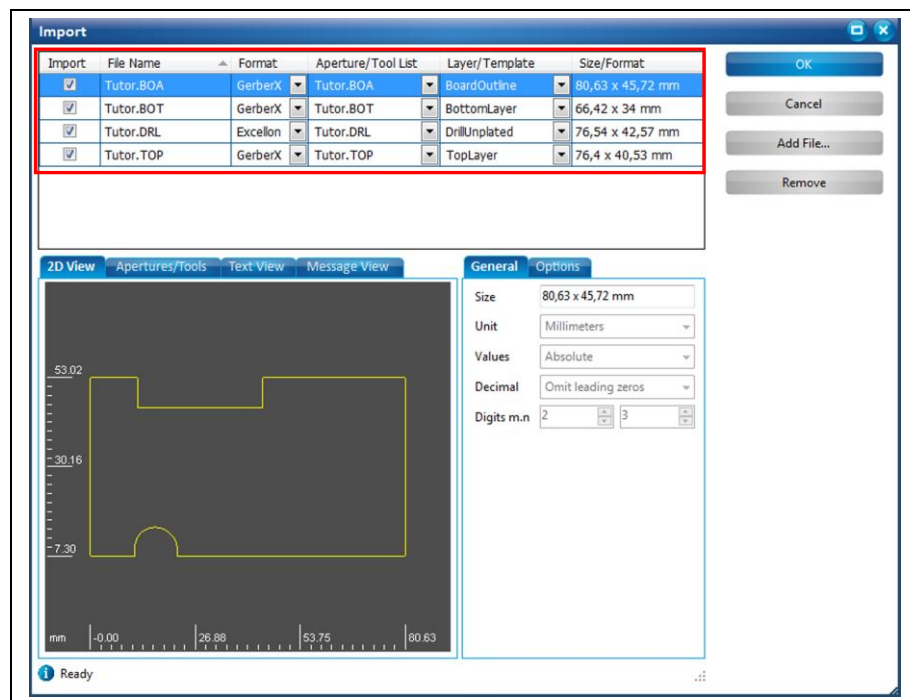 Import
Import File Name Format Aperture/Tool List Layer/Template Size/Format
Tutor.BOA GerberX Tutor.BOA BoardOutline 80,63 x 45,72 mm
Tutor.BOT GerberX Tutor.BOT BottomLayer 66,42 x 34 mm
Tutor.DRL Excellon Tutor.DRL DrillUnplated 76,54 x 42,57 mm
Tutor.TOP GerberX Tutor.TOP TopLayer 76,4 x 40,53 mm
OK
Cancel
Add File...
Remove
2D View Apertures/Tools Text View Message View
53.02
30.16
7.30
mm -0.00 26.88 53.75 80.63
General Options
Size 80,63 x 45,72 mm
Unit Millimeters
Values Absolute
Decimal Omit leading zeros
Digits m.n 2 3
Ready